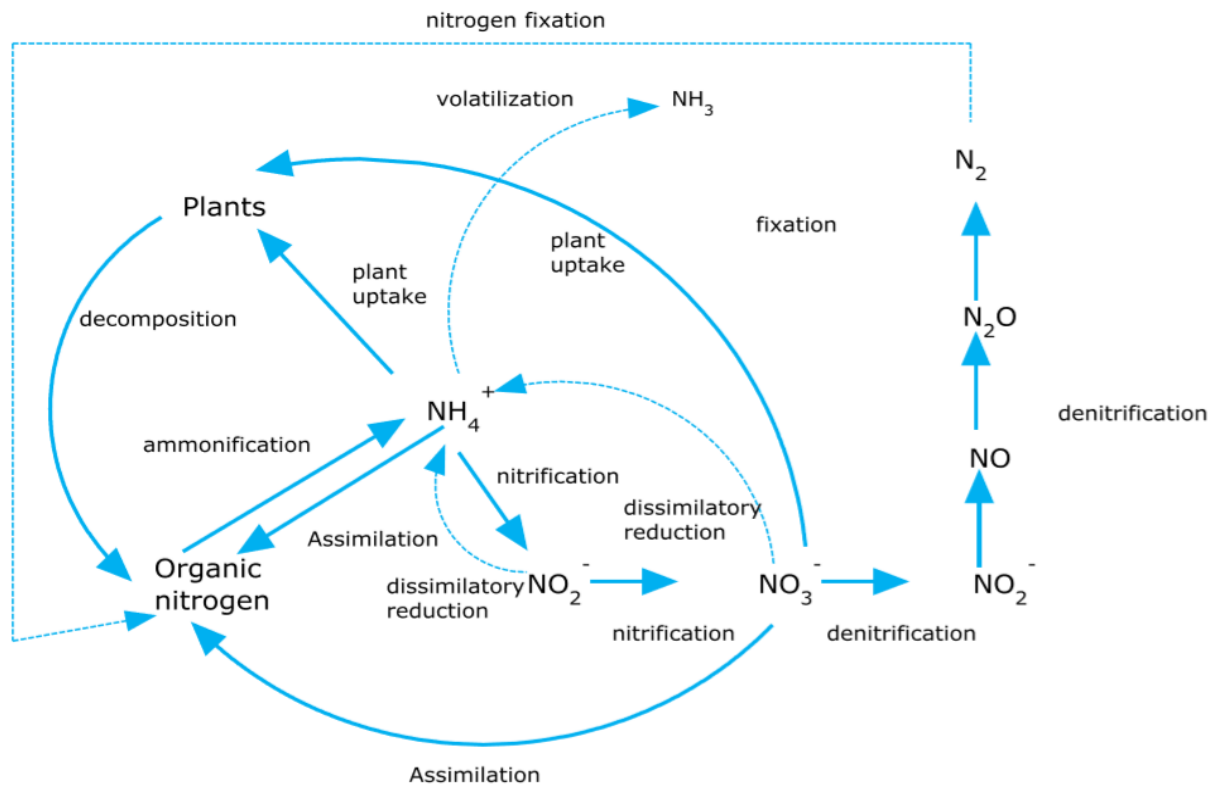 nitrogen fixation
volatilization
NH₃
N₂
Plants
fixation
plant
uptake
plant
uptake
decomposition
N₂O
NH₄⁺
denitrification
ammonification
NO
nitrification
dissimilatory
reduction
Assimilation
Organic
nitrogen
dissimilatory
reduction
NO₂⁻
NO₃⁻
NO₂⁻
nitrification
denitrification
Assimilation